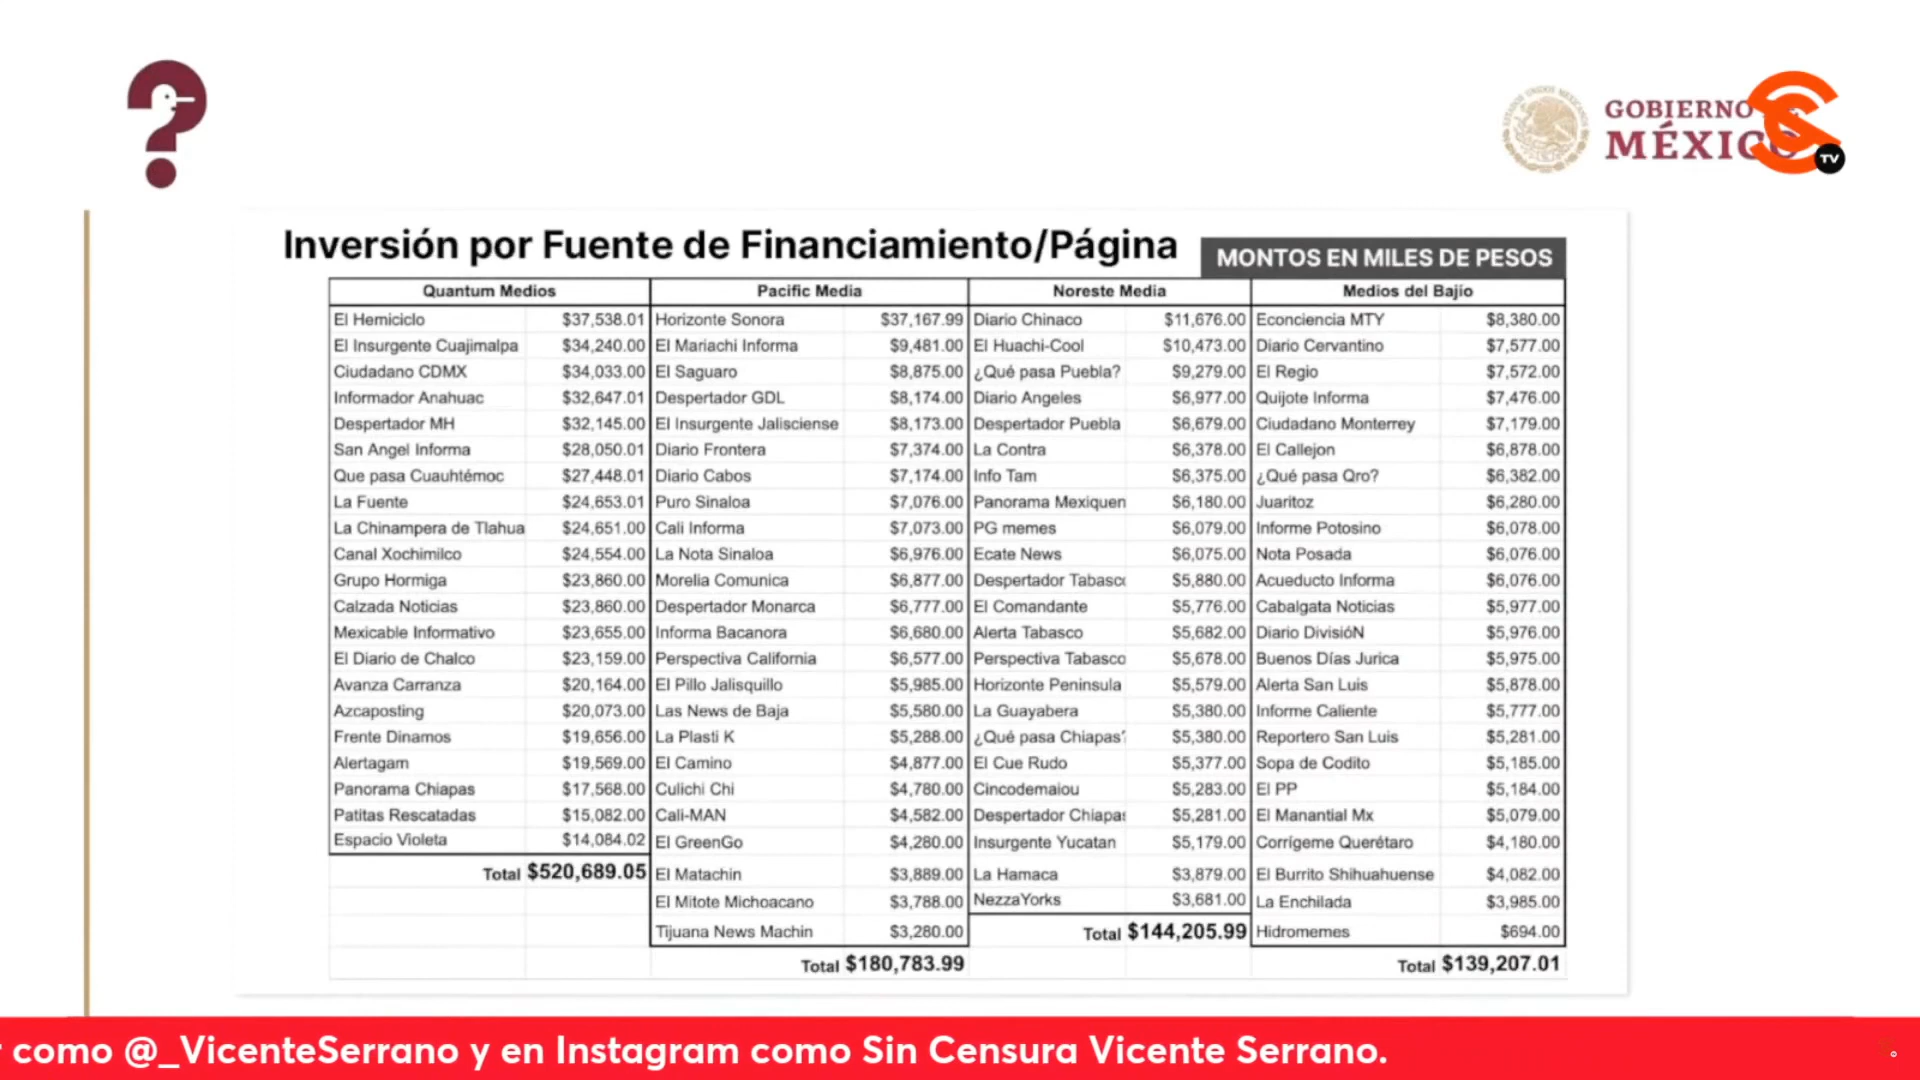 GOBIERNO
MÉXICO
TV
Inversión por Fuente de Financiamiento/Página
MONTOS EN MILES DE PESOS
Quantum Medios Pacific Media Noreste Media Medios del Bajío
El Hemiciclo $37,538.01 Horizonte Sonora $37,167.99 Diario Chinaco $11,676.00 Econciencia MTY $8,380.00
El Insurgente Cuajimalpa $34,240.00 El Mariachi Informa $9,481.00 El Huachi-Cool $10,473.00 Diario Cervantino $7,577.00
Ciudadano CDMX $34,033.00 El Saguaro $8,875.00 ¿Qué pasa Puebla? $9,279.00 El Regio $7,572.00
Informador Anahuac $32,647.01 Despertador GDL $8,174.00 Diario Angeles $6,977.00 Quijote Informa $7,476.00
Despertador MH $32,145.00 El Insurgente Jalisciense $8,173.00 Despertador Puebla $6,679.00 Ciudadano Monterrey $7,179.00
San Angel Informa $28,050.01 Diario Frontera $7,374.00 La Contra $6,378.00 El Callejon $6,878.00
Que pasa Cuauhtémoc $27,448.01 Diario Cabos $7,174.00 Info Tam $6,375.00 ¿Qué pasa Qro? $6,382.00
La Fuente $24,653.01 Puro Sinaloa $7,076.00 Panorama Mexiquen $6,180.00 Juaritoz $6,280.00
La Chinampera de Tlahua $24,651.00 Cali Informa $7,073.00 PG memes $6,079.00 Informe Potosino $6,078.00
Canal Xochimilco $24,554.00 La Nota Sinaloa $6,976.00 Ecate News $6,075.00 Nota Posada $6,076.00
Grupo Hormiga $23,860.00 Morelia Comunica $6,877.00 Despertador Tabasco $5,880.00 Acueducto Informa $6,076.00
Calzada Noticias $23,860.00 Despertador Monarca $6,777.00 El Comandante $5,776.00 Cabalgata Noticias $5,977.00
Mexicable Informativo $23,655.00 Informa Bacanora $6,680.00 Alerta Tabasco $5,682.00 Diario DivisióN $5,976.00
El Diario de Chalco $23,159.00 Perspectiva California $6,577.00 Perspectiva Tabasco $5,678.00 Buenos Días Jurica $5,975.00
Avanza Carranza $20,164.00 El Pillo Jalisquillo $5,985.00 Horizonte Peninsula $5,579.00 Alerta San Luis $5,878.00
Azcaposting $20,073.00 Las News de Baja $5,580.00 La Guayabera $5,380.00 Informe Caliente $5,777.00
Frente Dinamos $19,656.00 La Plasti K $5,288.00 ¿Qué pasa Chiapas? $5,380.00 Reportero San Luis $5,281.00
Alertagam $19,569.00 El Camino $4,877.00 El Cue Rudo $5,377.00 Sopa de Codito $5,185.00
Panorama Chiapas $17,568.00 Culichi Chi $4,780.00 Cincodemaiou $5,283.00 El PP $5,184.00
Patitas Rescatadas $15,082.00 Cali-MAN $4,582.00 Despertador Chiapas $5,281.00 El Manantial Mx $5,079.00
Espacio Violeta $14,084.02 El GreenGo $4,280.00 Insurgente Yucatan $5,179.00 Corrígeme Querétaro $4,180.00
Total $520,689.05 El Matachin $3,889.00 La Hamaca $3,879.00 El Burrito Shihuahuense $4,082.00
El Mitote Michoacano $3,788.00 NezzaYorks $3,681.00 La Enchilada $3,985.00
Tijuana News Machin $3,280.00 Total $144,205.99 Hidromemes $694.00
Total $180,783.99 Total $139,207.01
como @_VicenteSerrano y en Instagram como Sin Censura Vicente Serrano.